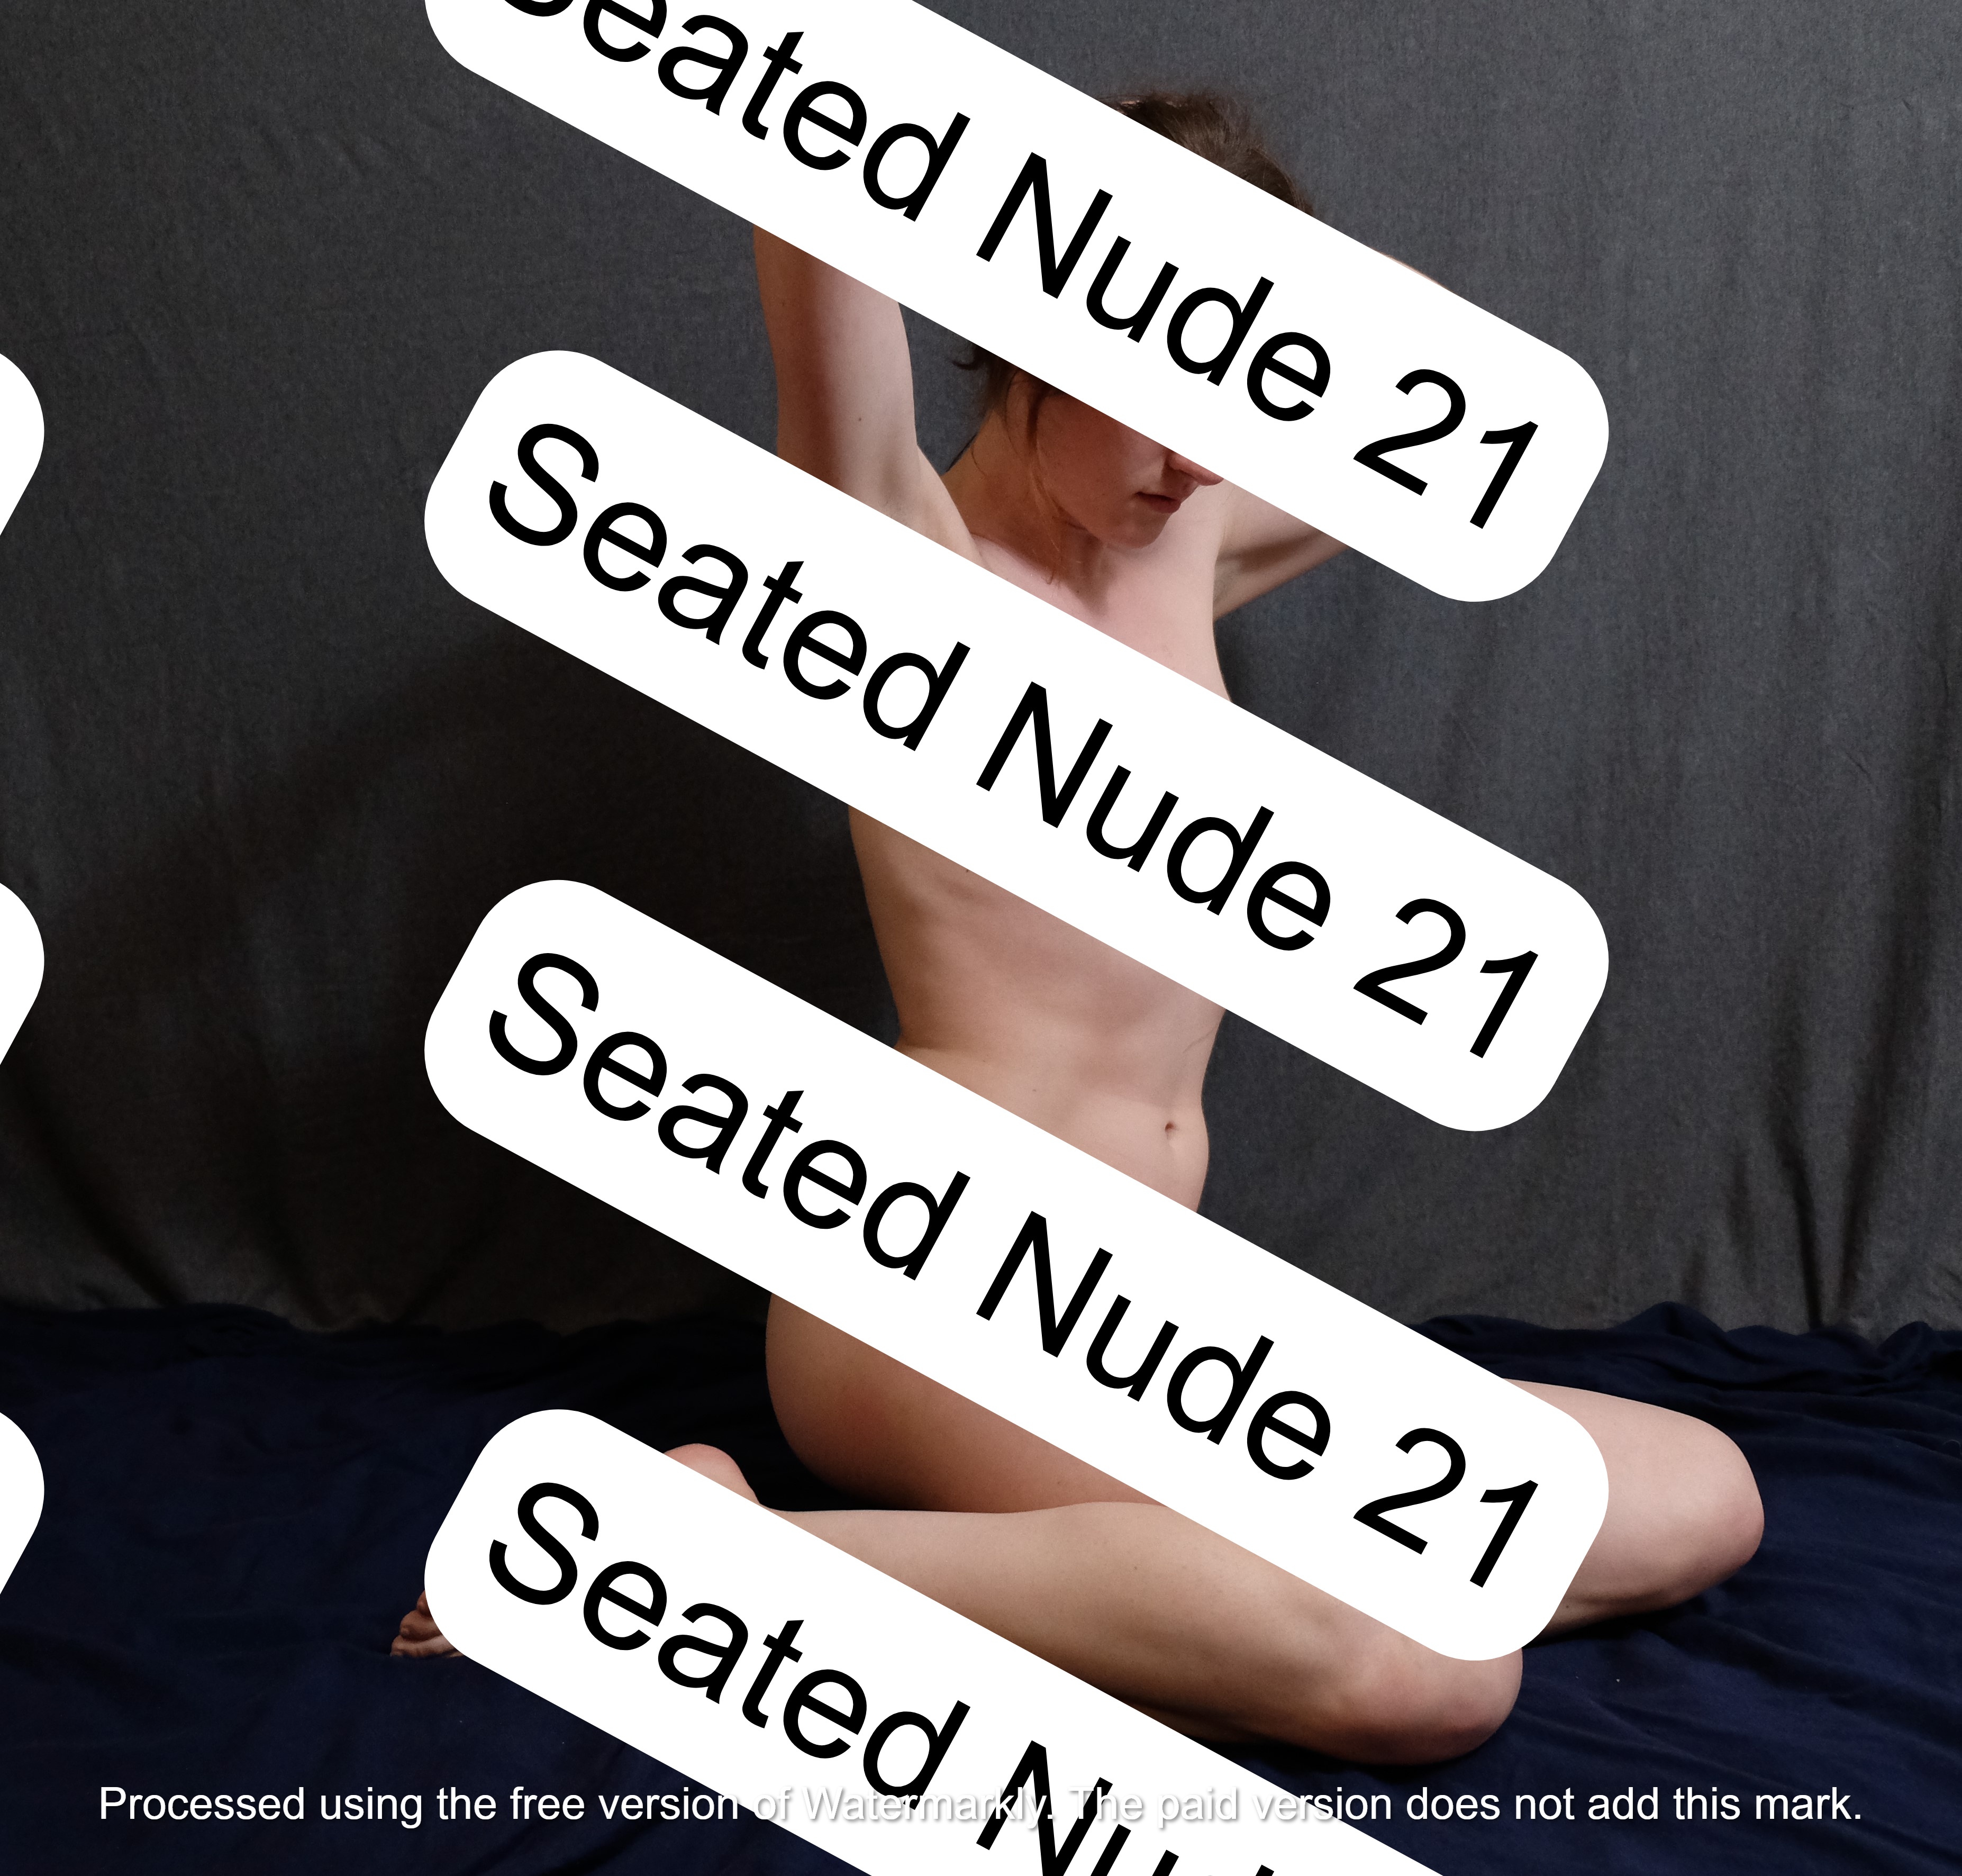 Seated Nude 21
Seated Nude 21
Seated Nude 21
Seated
Processed using the free version of Watermarkly. The paid version does not add this mark.